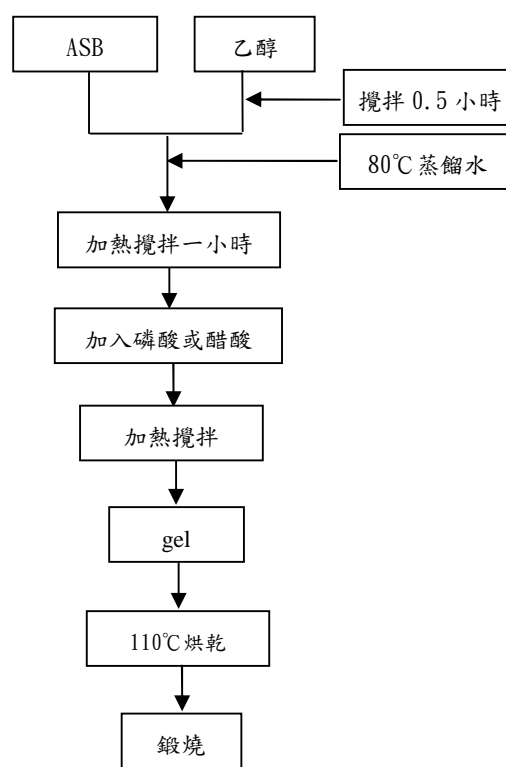 ASB
乙醇
攪拌 0.5 小時
80℃蒸餾水
加熱攪拌一小時
加入磷酸或醋酸
加熱攪拌
gel
110℃烘乾
鍛燒